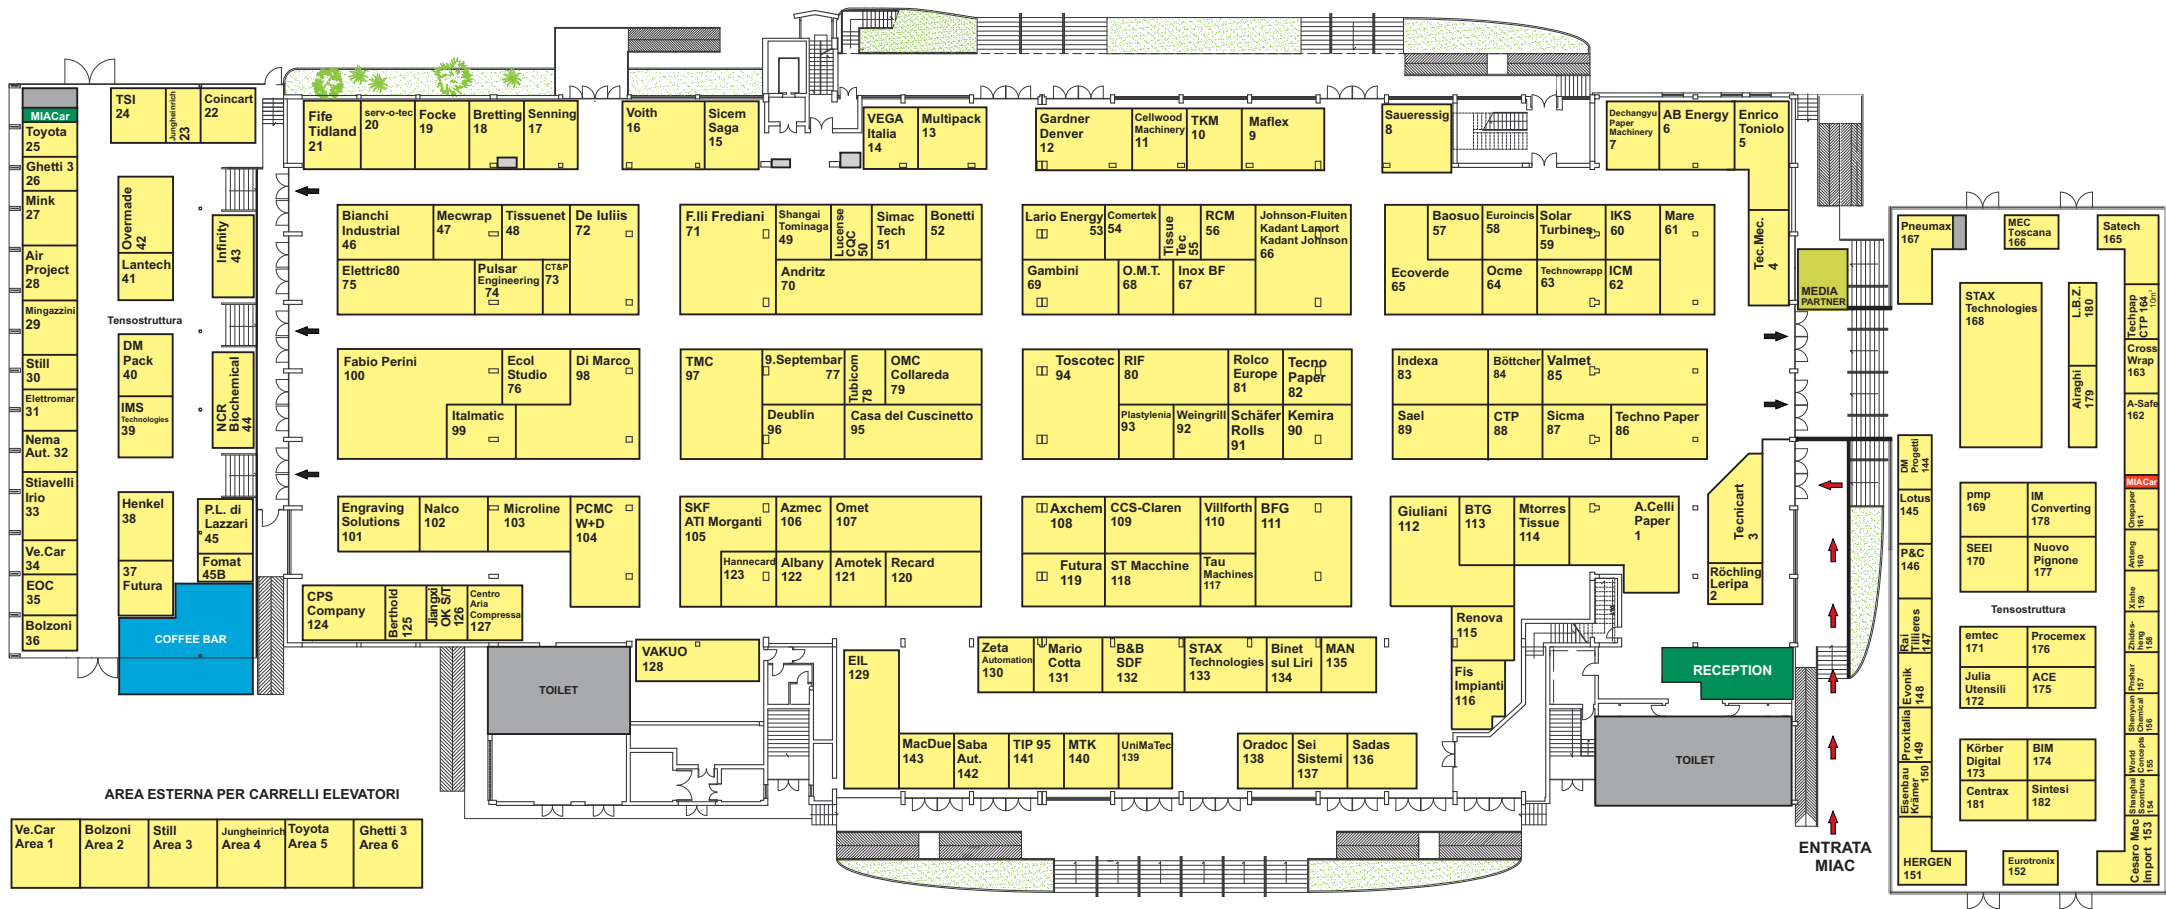 MIACar
Toyota
25
Ghetti 3
26
Mink
27
Air
Project
28
Mingazzini
29
Still
30
Elettromar
31
Nema
Aut. 32
Stiavelli
Irio
33
Ve.Car
34
EOC
35
Bolzoni
36
TSI
24
Jungheinrich
23
Coincart
22
Overmade
42
Lantech
41
Infinity
43
Tensostruttura
DM
Pack
40
IMS
Technologies
39
NCR
Biochemical
44
Henkel
38
37
Futura
P.L. di
Lazzari
45
Fomat
45B
COFFEE BAR
Fife
Tidland
21
serv-o-tec
20
Focke
19
Bretting
18
Senning
17
Voith
16
Sicem
Saga
15
VEGA
Italia
14
Multipack
13
Gardner
Denver
12
Cellwood
Machinery
11
TKM
10
Maflex
9
Saueressig
8
Dechangyu
Paper
Machinery
7
AB Energy
6
Enrico
Toniolo
5
Tec.Mec.
4
MEDIA
PARTNER
Bianchi
Industrial
46
Mecwrap
47
Tissuenet
48
De Iuliis
72
Elettric80
75
Pulsar
Engineering
74
CT&P
73
F.lli Frediani
71
Shangai
Tominaga
49
Lucense
CQC
50
Simac
Tech
51
Bonetti
52
Andritz
70
Lario Energy
53
Comertek
54
Tissue
Tec
55
RCM
56
Johnson-Fluiten
Kadant Lamort
Kadant Johnson
66
Gambini
69
O.M.T.
68
Inox BF
67
Baosuo
57
Euroincis
58
Solar
Turbines
59
IKS
60
Mare
61
Ecoverde
65
Ocme
64
Technowrapp
63
ICM
62
Fabio Perini
100
Ecol
Studio
76
Di Marco
98
Italmatic
99
TMC
97
9.Septembar
77
Tubicom
78
OMC
Collareda
79
Deublin
96
Casa del Cuscinetto
95
Toscotec
94
RIF
80
Rolco
Europe
81
Tecno
Paper
82
Plastylenia
93
Weingrill
92
Schäfer
Rolls
91
Kemira
90
Indexa
83
Böttcher
84
Valmet
85
Sael
89
CTP
88
Sicma
87
Techno Paper
86
Engraving
Solutions
101
Nalco
102
Microline
103
PCMC
W+D
104
CPS
Company
124
Berthold
125
Jiangxi
OK S/T
126
Centro
Aria
Compressa
127
SKF
ATI Morganti
105
Azmec
106
Omet
107
Hannecard
123
Albany
122
Amotek
121
Recard
120
Axchem
108
CCS-Claren
109
Villforth
110
BFG
111
Futura
119
ST Macchine
118
Tau
Machines
117
Giuliani
112
BTG
113
Mtorres
Tissue
114
A.Celli
Paper
1
Tecnicart
3
Röchling
Leripa
2
Renova
115
Fis
Impianti
116
TOILET
VAKUO
128
EIL
129
Zeta
Automation
130
Mario
Cotta
131
B&B
SDF
132
STAX
Technologies
133
Binet
sul Liri
134
MAN
135
MacDue
143
Saba
Aut.
142
TIP 95
141
MTK
140
UniMaTec
139
Oradoc
138
Sei
Sistemi
137
Sadas
136
RECEPTION
TOILET
ENTRATA
MIAC
AREA ESTERNA PER CARRELLI ELEVATORI
Ve.Car
Area 1
Bolzoni
Area 2
Still
Area 3
Jungheinrich
Area 4
Toyota
Area 5
Ghetti 3
Area 6
Pneumax
167
MEC
Toscana
166
Satech
165
STAX
Technologies
168
L.B.Z.
180
Airaghi
179
Techpap
CTP 164
10m²
Cross
Wrap
163
A-Safe
162
MIACar
DM
Progetti
144
Lotus
145
P&C
146
Rai
Tillieres
147
Evonik
148
Proxitalia
149
Eisenbau
Krämer
150
HERGEN
151
pmp
169
IM
Converting
178
SEEI
170
Nuovo
Pignone
177
Tensostruttura
emtec
171
Procemex
176
Julia
Utensili
172
ACE
175
Körber
Digital
173
BIM
174
Centrax
181
Sintesi
182
Eurotronix
152
Onepaper
161
Anteng
160
Xinhe
159
Zhides-
heng
158
Pnshar
157
Shenyuan
Chemical
156
World
Concepts
155
Shanghai
Soontrue
154
Cesaro Mac
Import 153